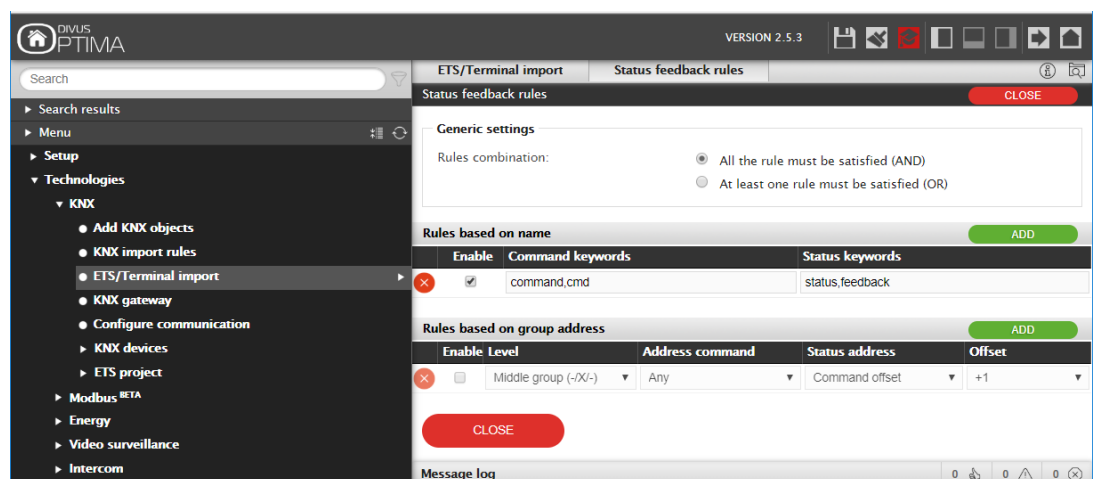 DIVUS
OPTIMA
VERSION 2.5.3
Search
Search results
Menu
Setup
Technologies
KNX
Add KNX objects
KNX import rules
ETS/Terminal import
KNX gateway
Configure communication
KNX devices
ETS project
Modbus BETA
Energy
Video surveillance
Intercom
ETS/Terminal import Status feedback rules
Status feedback rules CLOSE
Generic settings
Rules combination: All the rule must be satisfied (AND)
At least one rule must be satisfied (OR)
Rules based on name ADD
Enable Command keywords Status keywords
command,cmd status,feedback
Rules based on group address ADD
Enable Level Address command Status address Offset
Middle group (-/X/-) Any Command offset +1
CLOSE
Message log 0 0 0